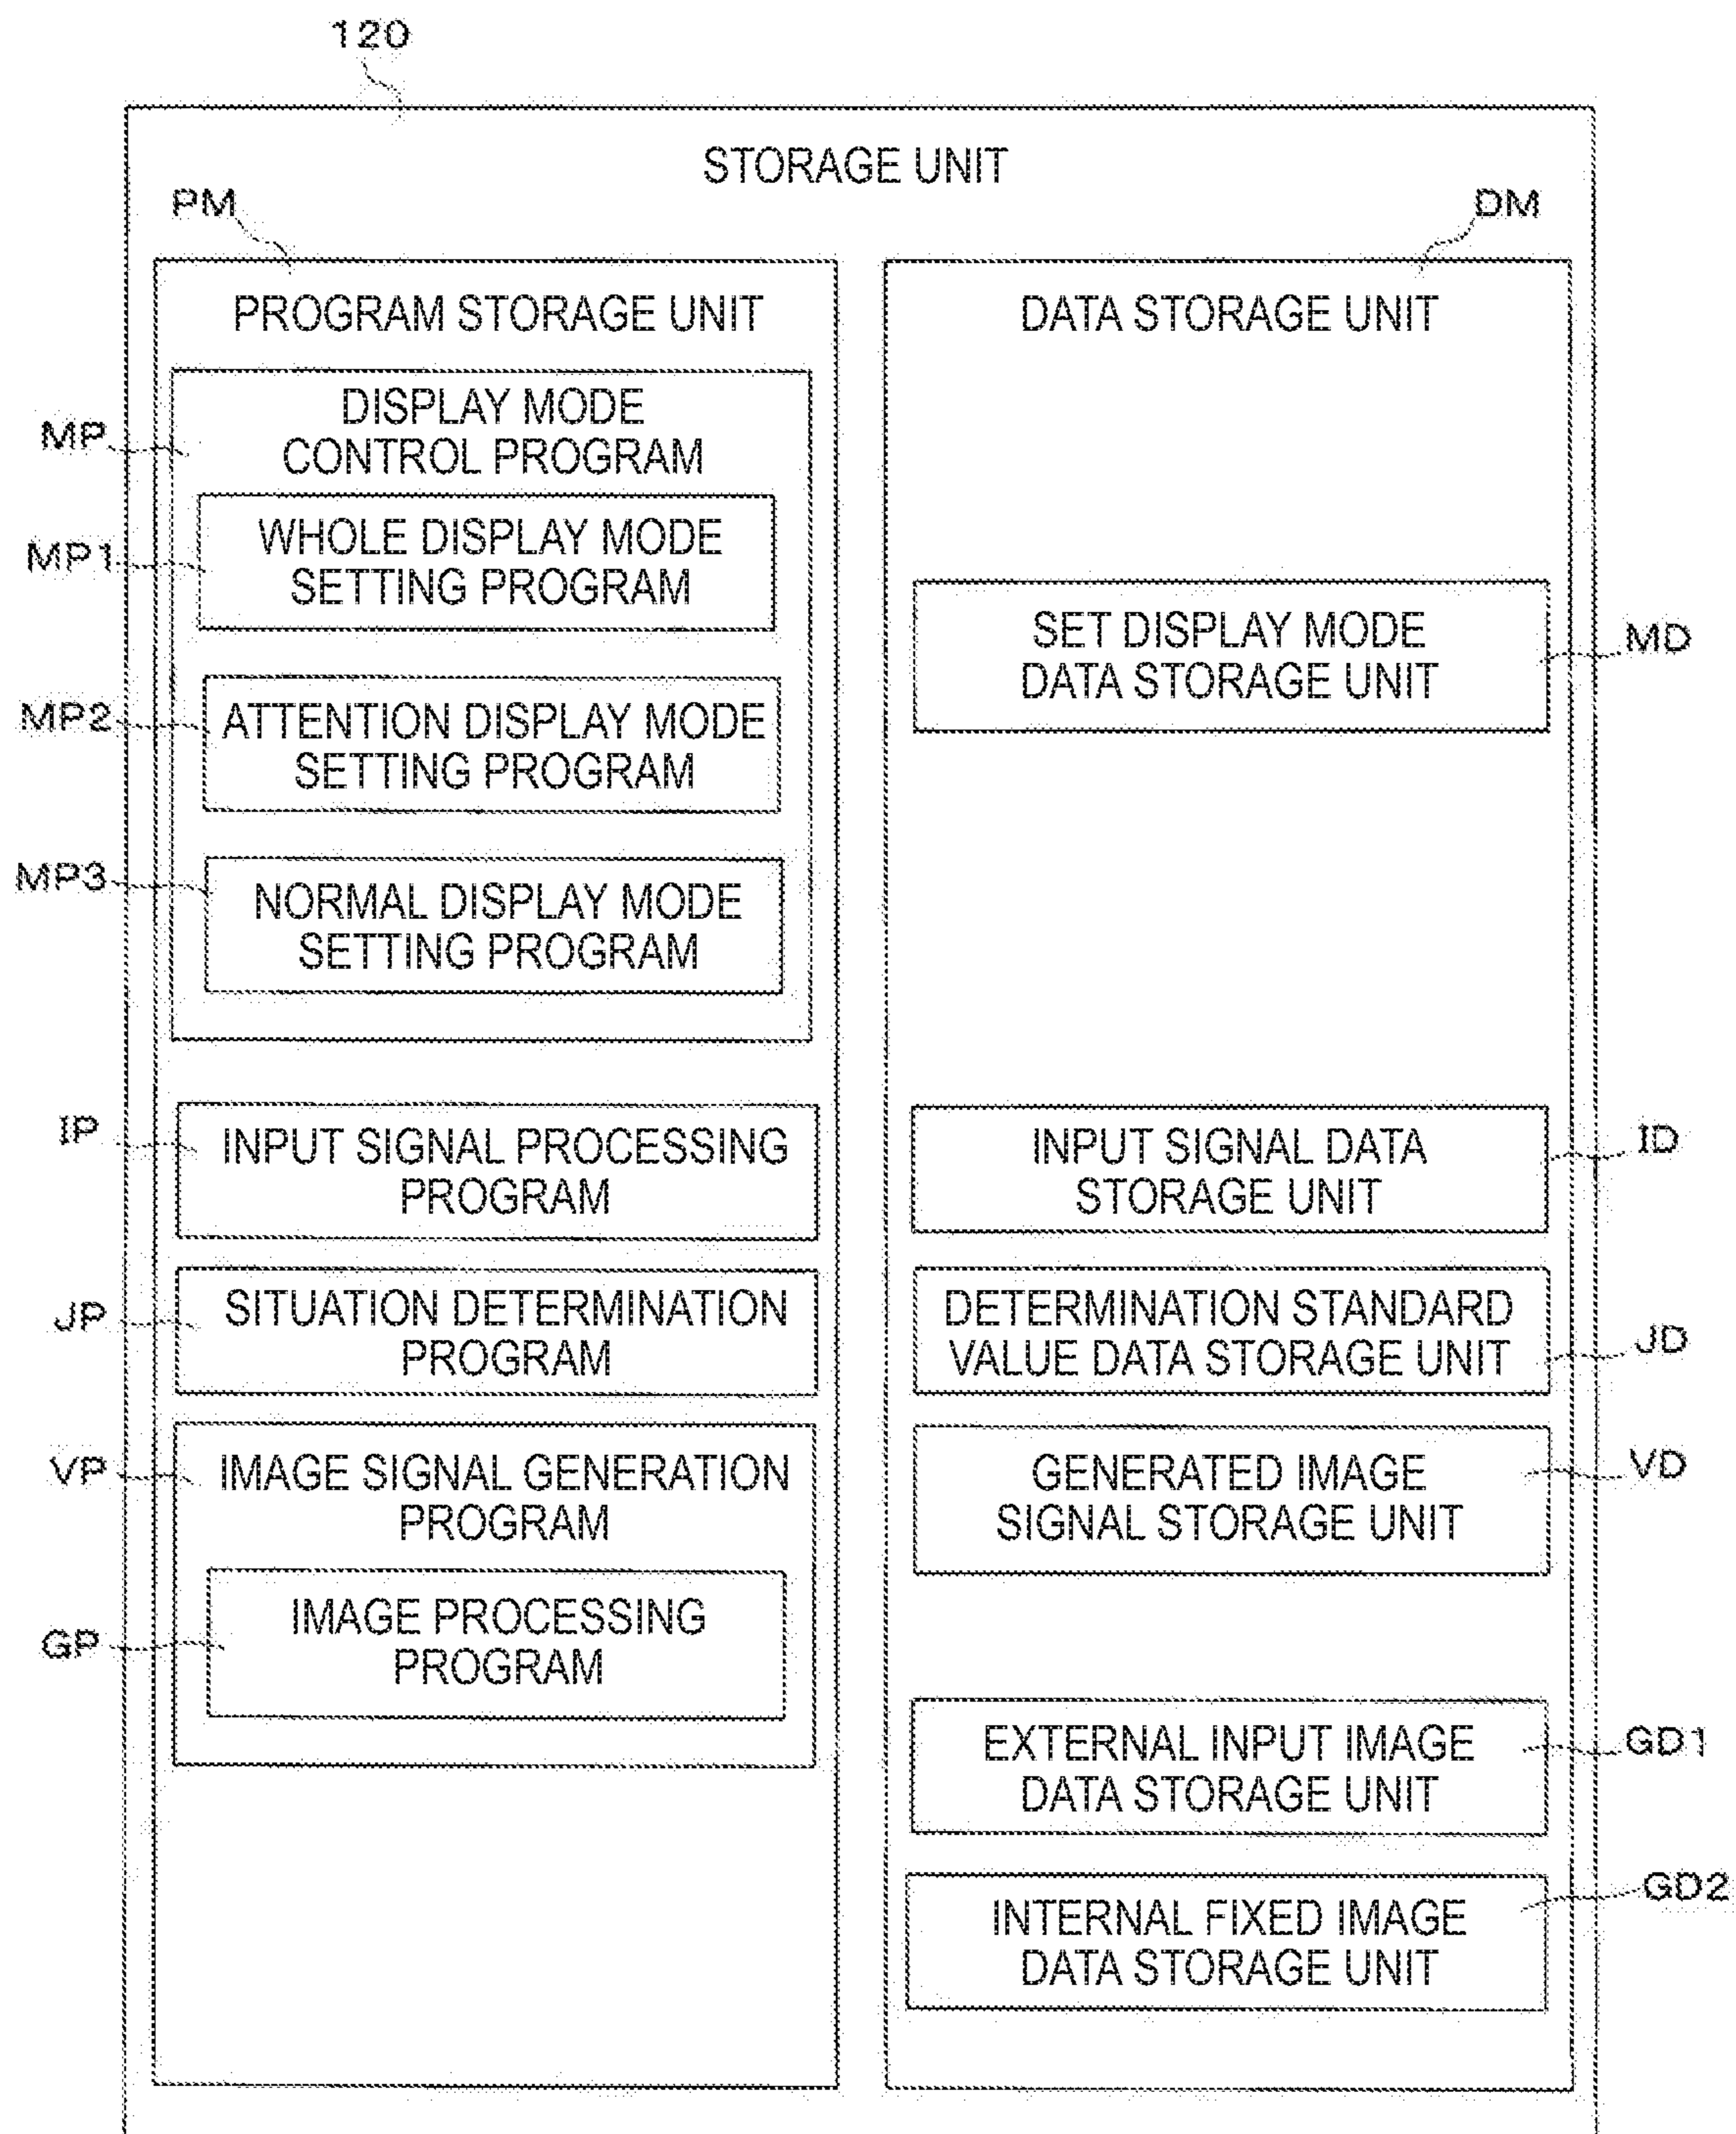 120
STORAGE UNIT
PM
DM
PROGRAM STORAGE UNIT
DISPLAY MODE
CONTROL PROGRAM
MP
WHOLE DISPLAY MODE
SETTING PROGRAM
MP1
ATTENTION DISPLAY MODE
SETTING PROGRAM
MP2
NORMAL DISPLAY MODE
SETTING PROGRAM
MP3
INPUT SIGNAL PROCESSING
PROGRAM
IP
SITUATION DETERMINATION
PROGRAM
JP
IMAGE SIGNAL GENERATION
PROGRAM
VP
IMAGE PROCESSING
PROGRAM
GP
DATA STORAGE UNIT
SET DISPLAY MODE
DATA STORAGE UNIT
MD
INPUT SIGNAL DATA
STORAGE UNIT
ID
DETERMINATION STANDARD
VALUE DATA STORAGE UNIT
JD
GENERATED IMAGE
SIGNAL STORAGE UNIT
VD
EXTERNAL INPUT IMAGE
DATA STORAGE UNIT
GD1
INTERNAL FIXED IMAGE
DATA STORAGE UNIT
GD2